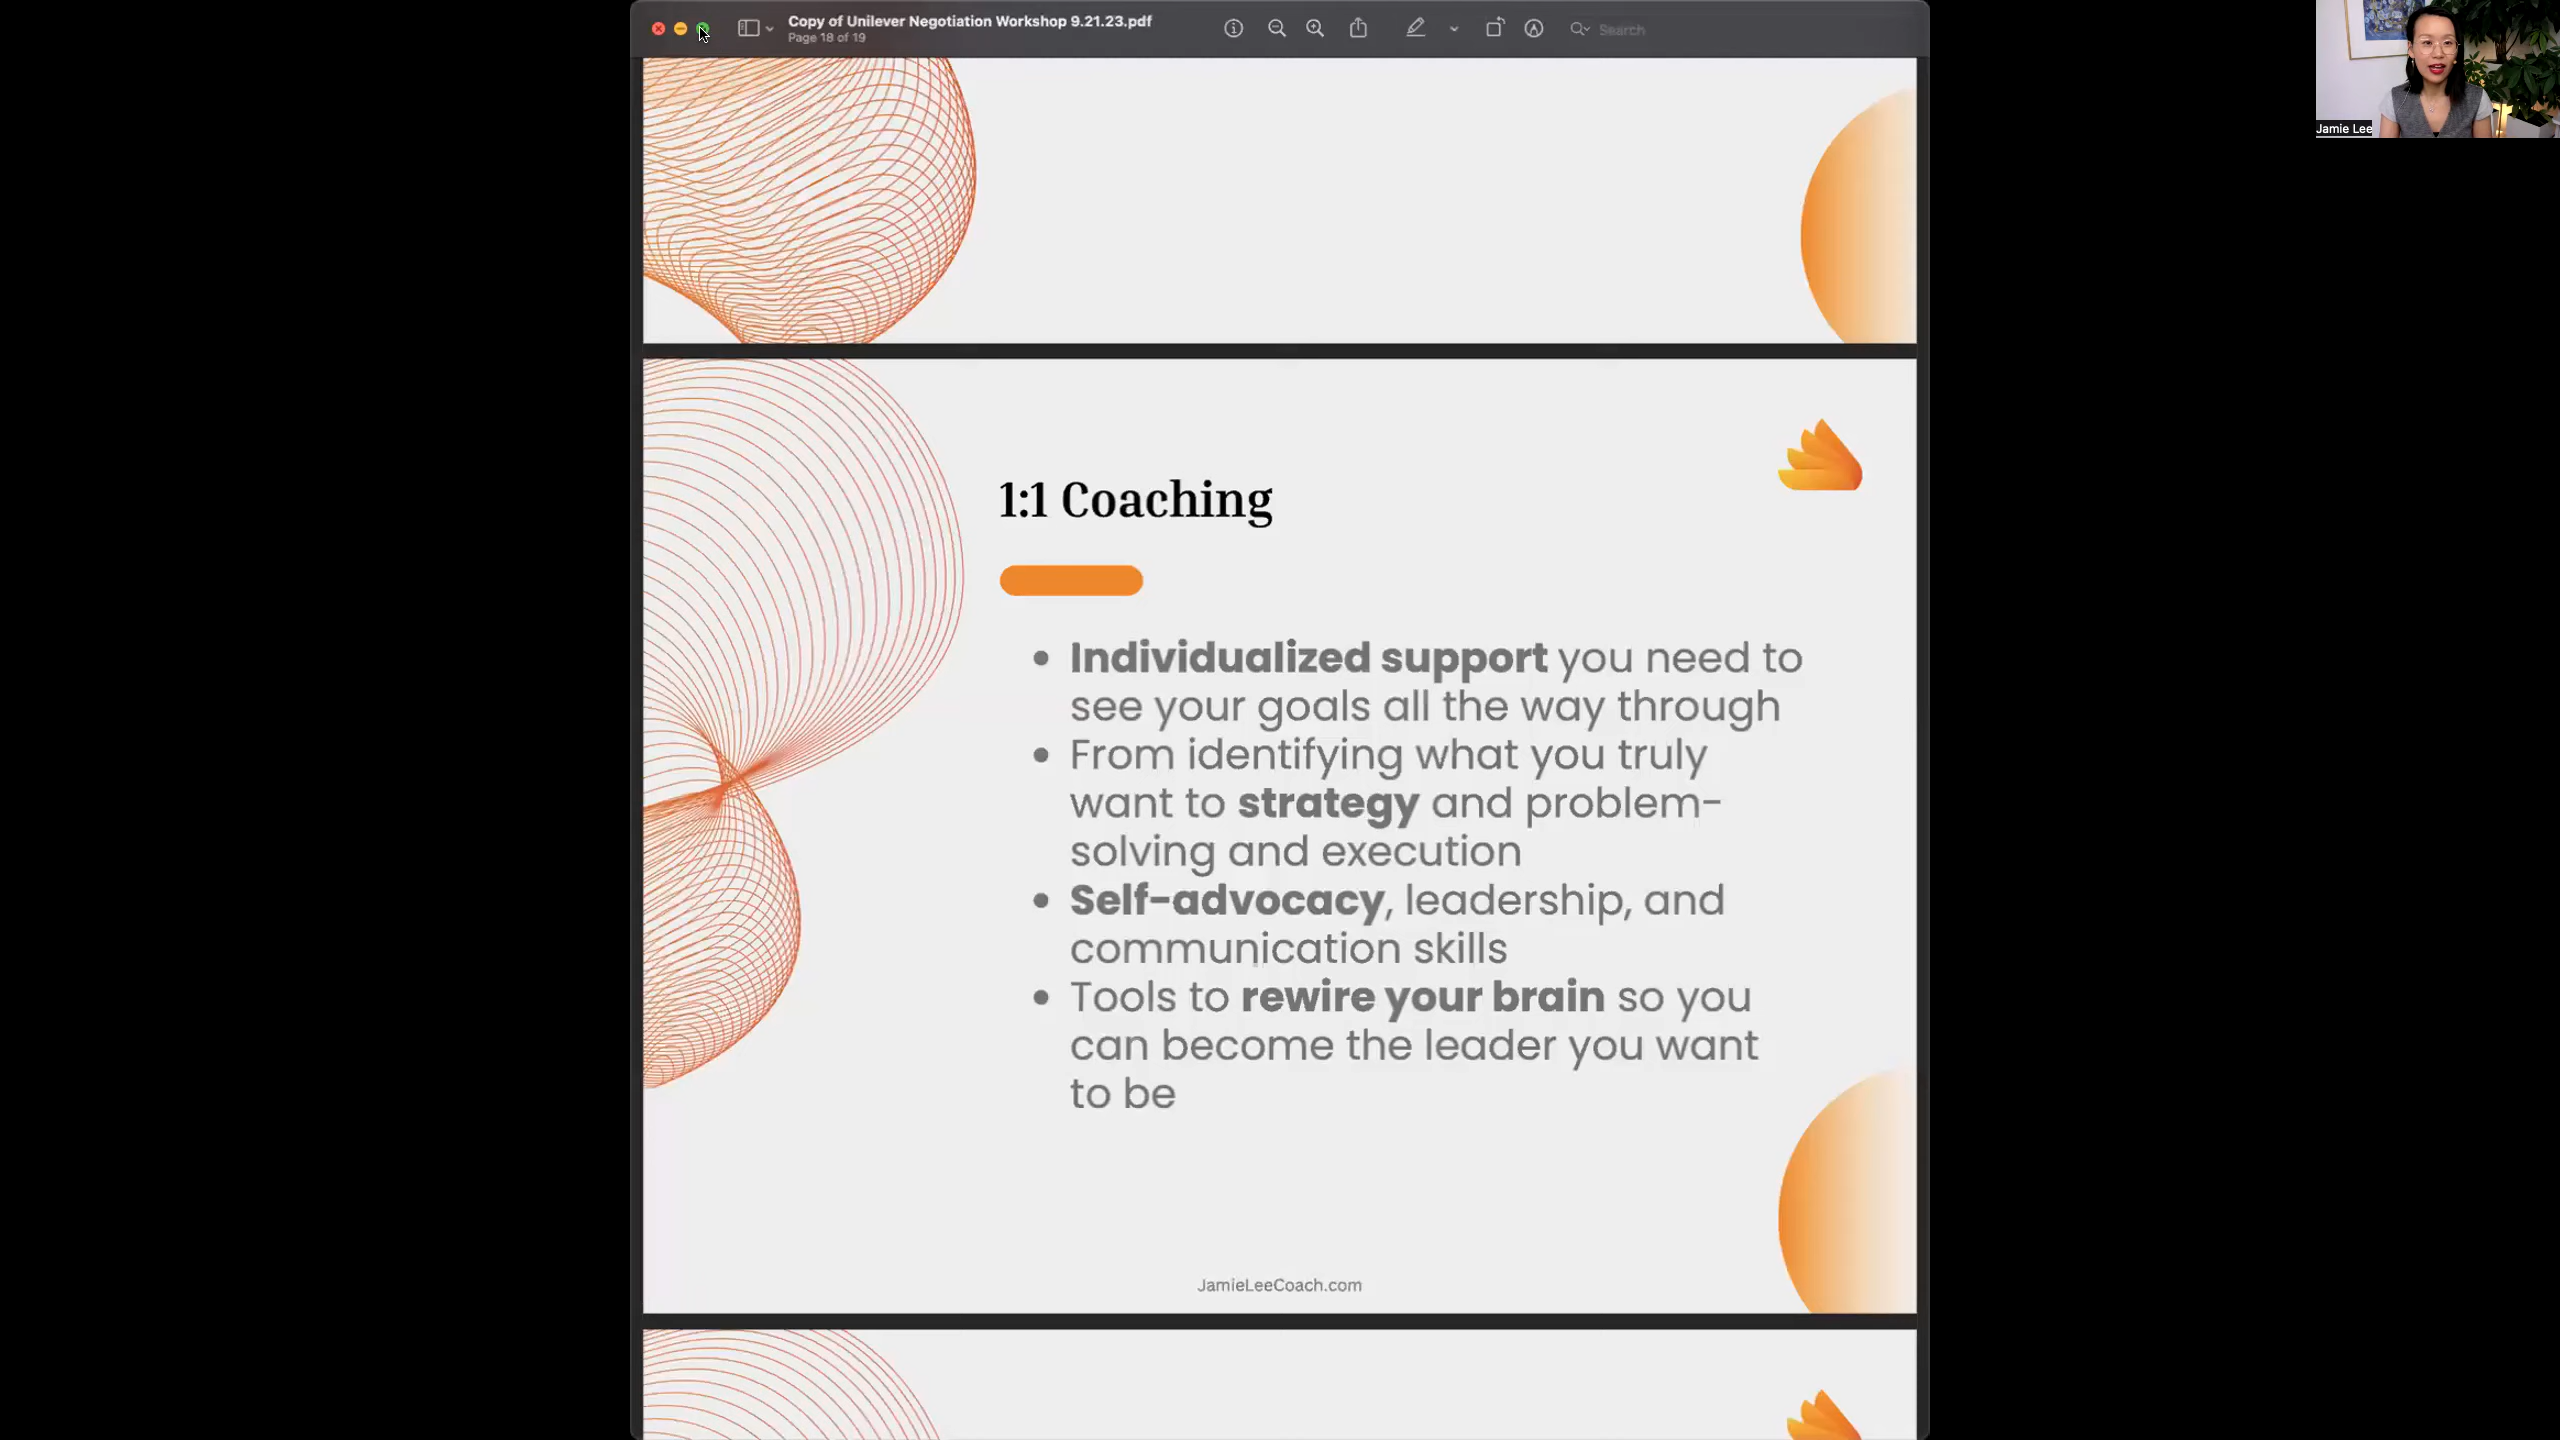 Copy of Unilever Negotiation Workshop 9.21.23.pdf
Page 18 of 19
Search
Jamie Lee
1:1 Coaching
• Individualized support you need to
see your goals all the way through
• From identifying what you truly
want to strategy and problem-
solving and execution
• Self-advocacy, leadership, and
communication skills
• Tools to rewire your brain so you
can become the leader you want
to be
JamieLeeCoach.com